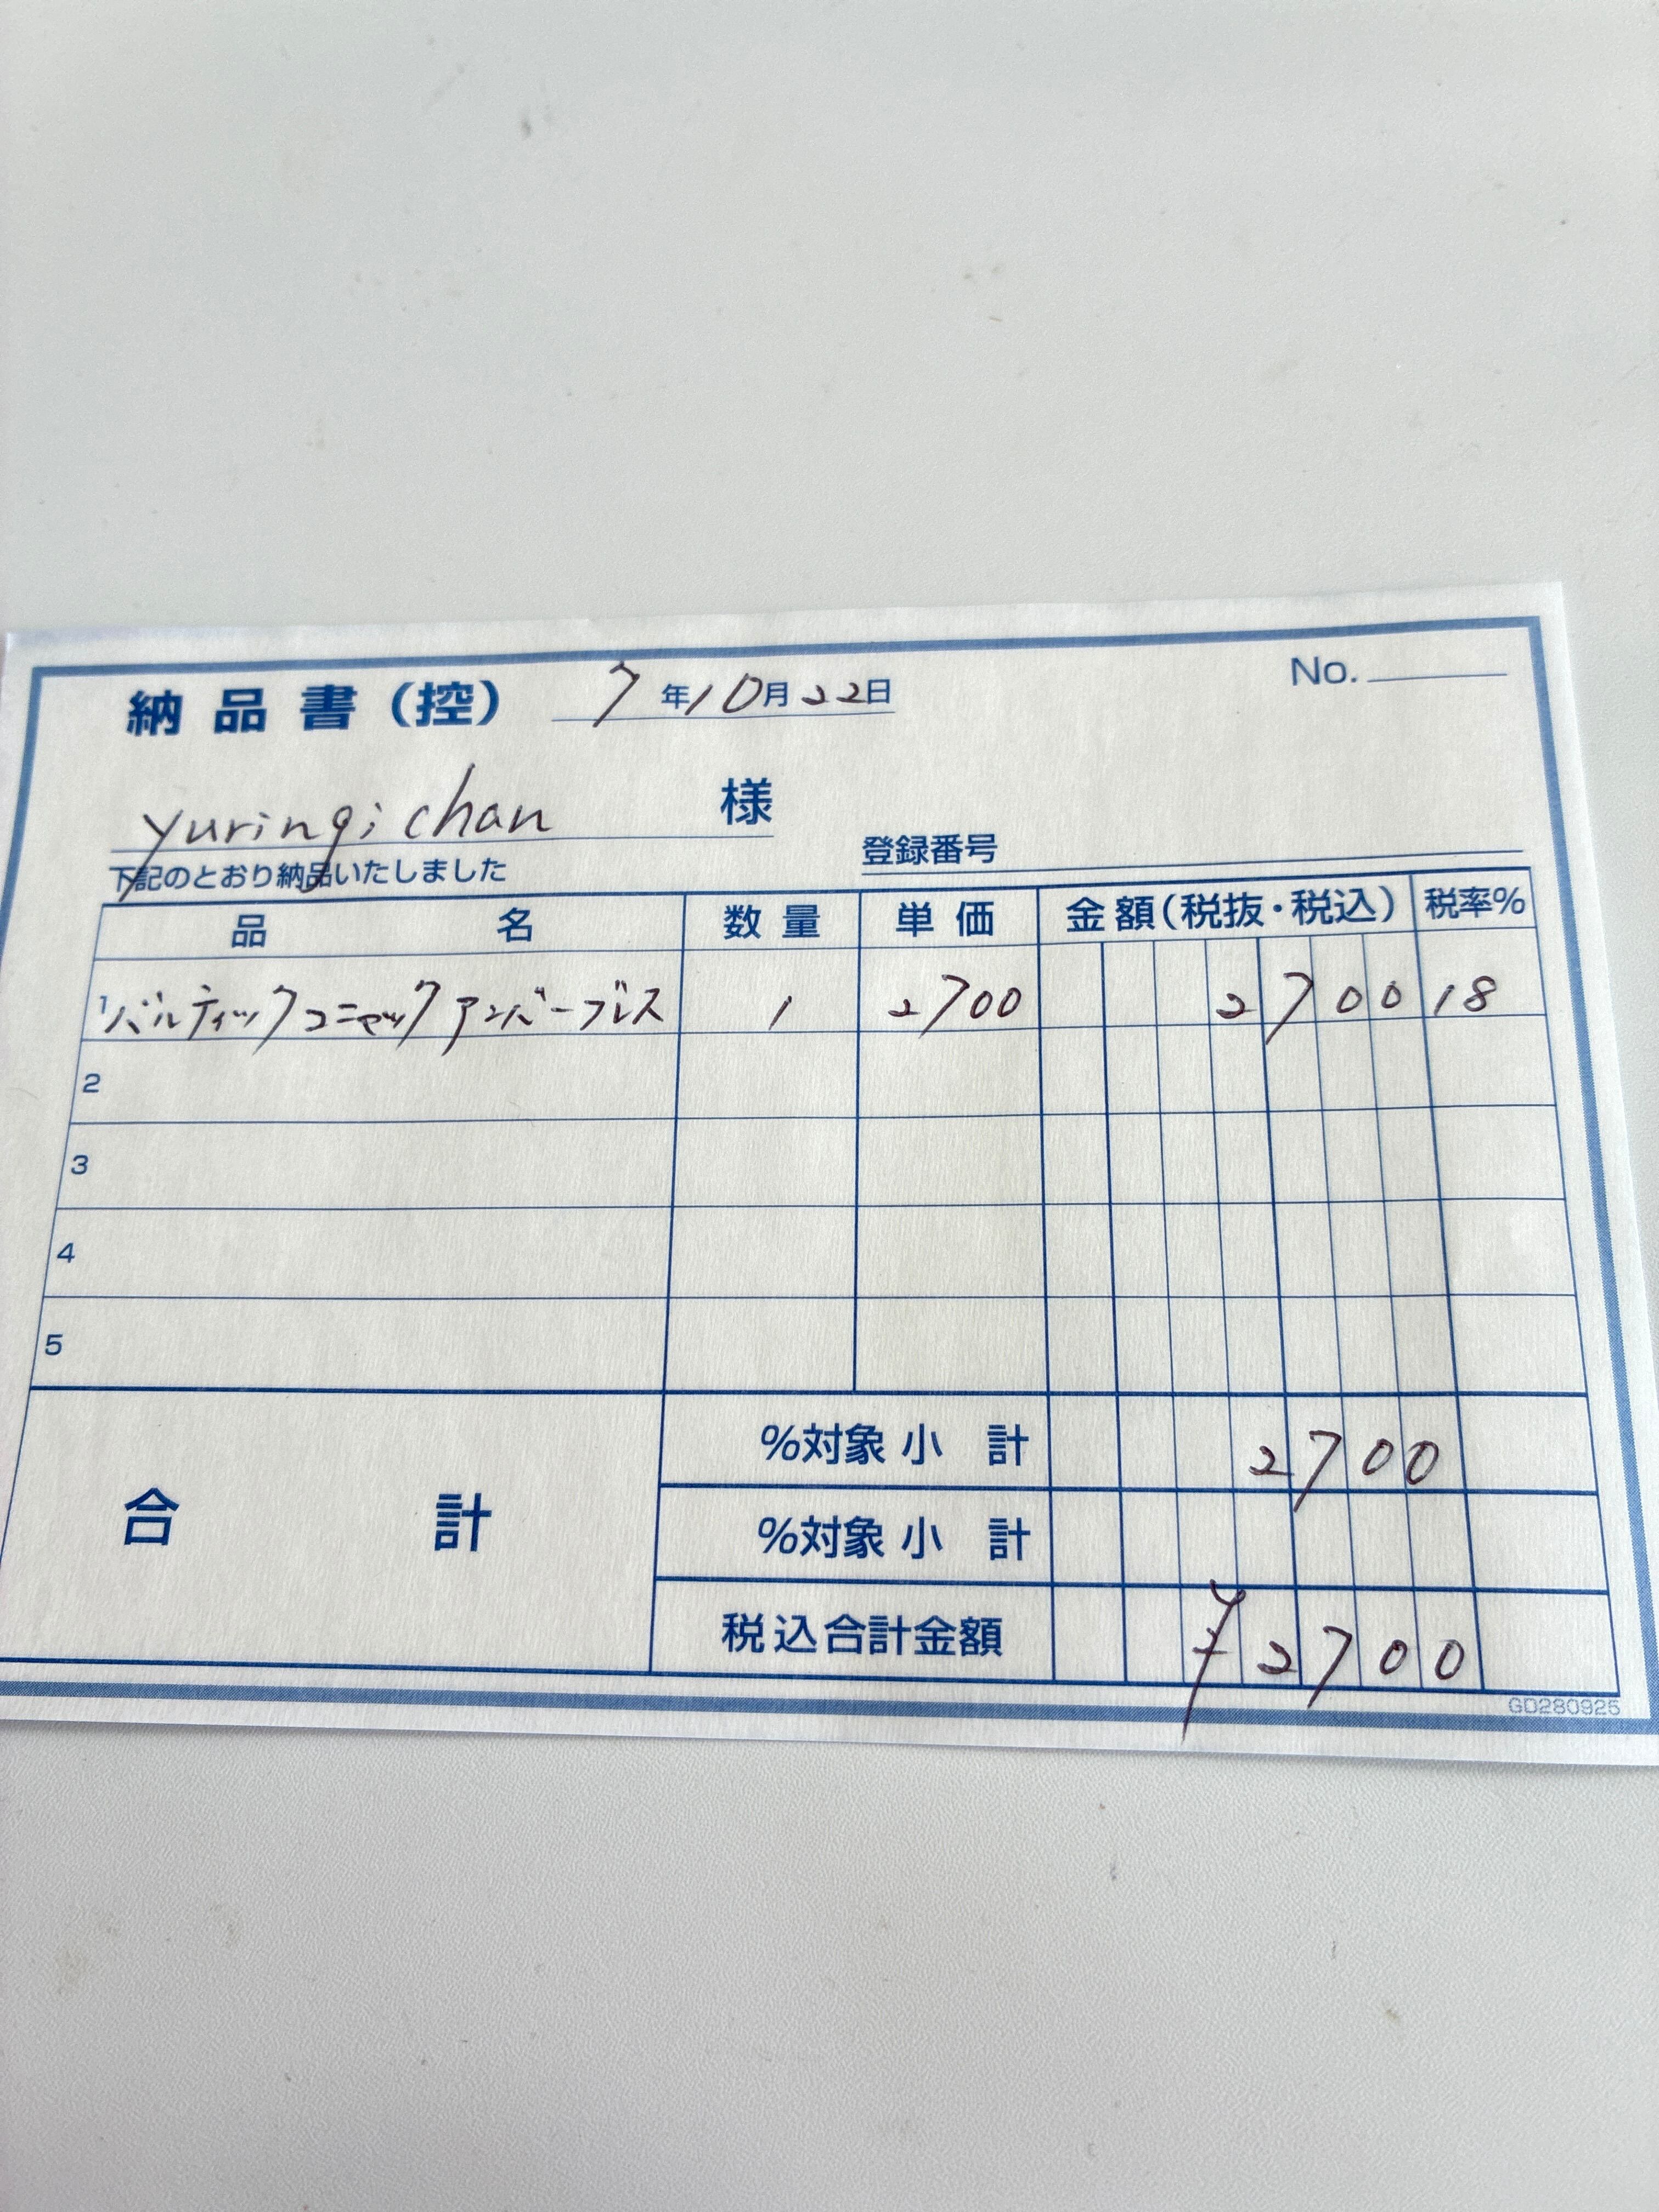 納品書(控) 7年10月22日 No.
yuringi chan 様
登録番号
下記のとおり納品いたしました
品名 数量 単価 金額(税抜・税込) 税率%
1 バルティックコニャックアンバーブレス 1 2700 2700 18
2
3
4
5
合計
%対象小計 2700
%対象小計
税込合計金額 ¥2700
GD280925